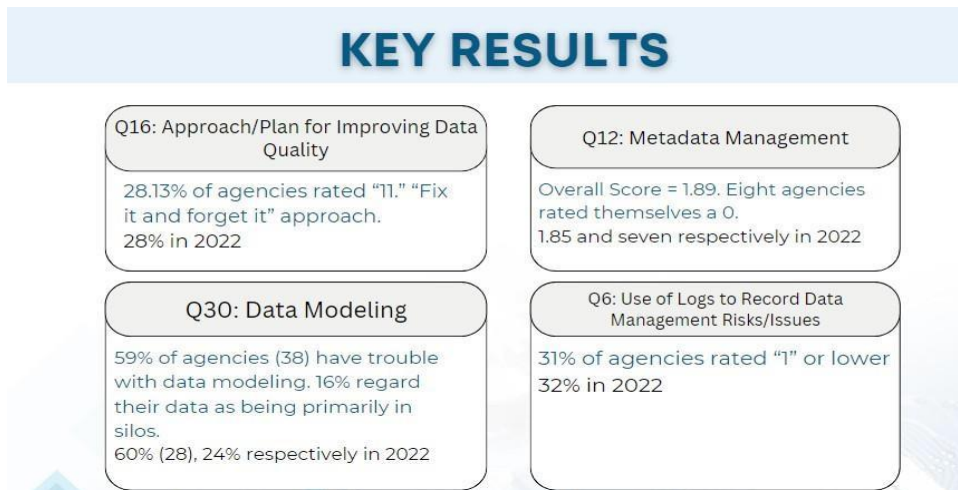 KEY RESULTS
Q16: Approach/Plan for Improving Data
Quality
28.13% of agencies rated “11.” “Fix
it and forget it” approach.
28% in 2022
Q12: Metadata Management
Overall Score = 1.89. Eight agencies
rated themselves a 0.
1.85 and seven respectively in 2022
Q30: Data Modeling
59% of agencies (38) have trouble
with data modeling. 16% regard
their data as being primarily in
silos.
60% (28), 24% respectively in 2022
Q6: Use of Logs to Record Data
Management Risks/Issues
31% of agencies rated “1” or lower
32% in 2022